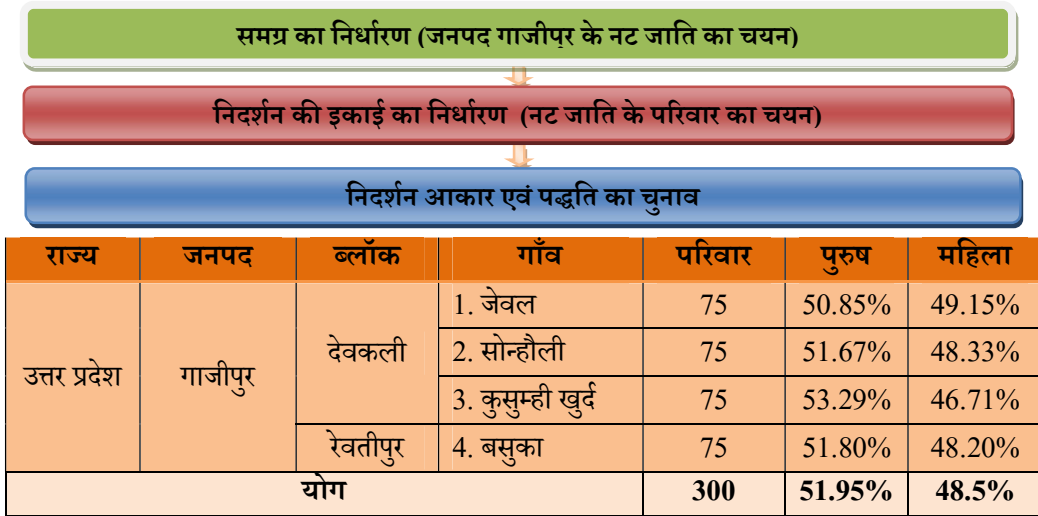 समग्र का निर्धारण (जनपद गाजीपुर के नट जाति का चयन)
निदर्शन की इकाई का निर्धारण (नट जाति के परिवार का चयन)
निदर्शन आकार एवं पद्धति का चुनाव
राज्य जनपद ब्लॉक गाँव परिवार पुरुष महिला
उत्तर प्रदेश गाजीपुर देवकली 1. जेवल 75 50.85% 49.15%
2. सोन्हौली 75 51.67% 48.33%
3. कुसुम्ही खुर्द 75 53.29% 46.71%
रेवतीपुर 4. बसुका 75 51.80% 48.20%
योग 300 51.95% 48.5%